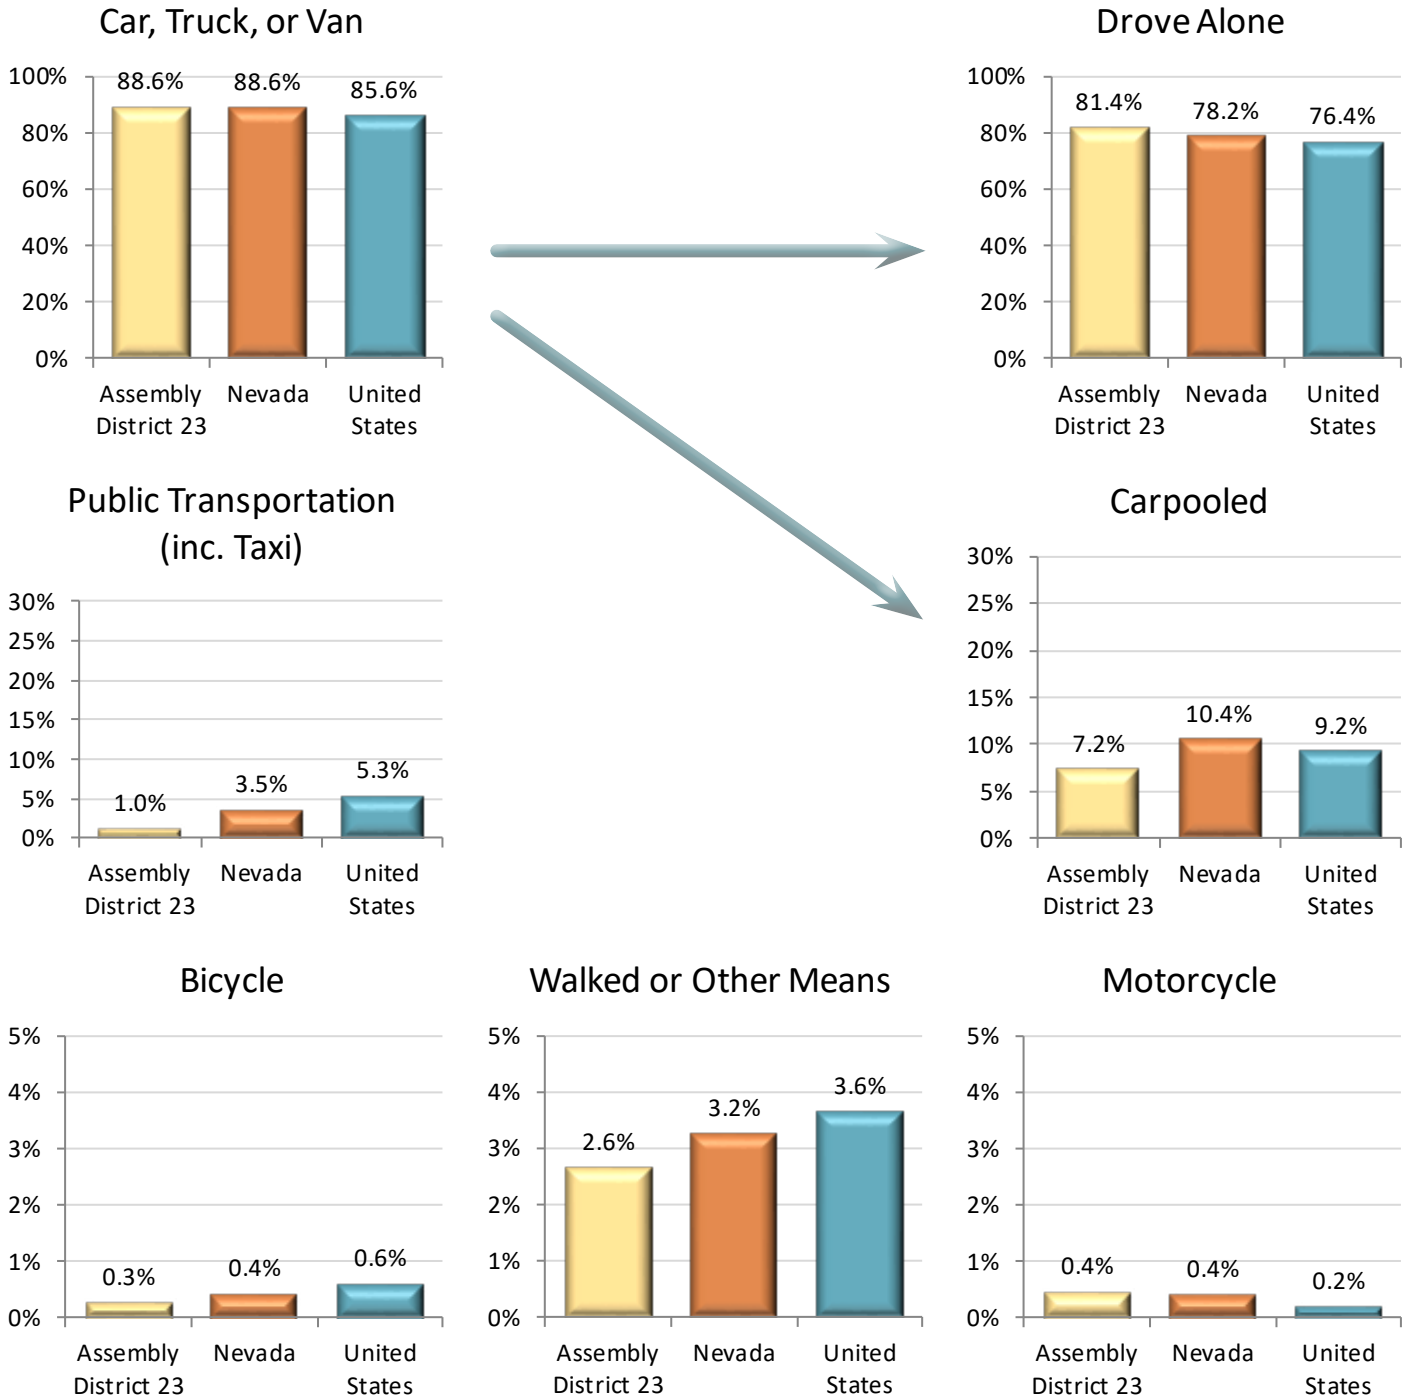 Car, Truck, or Van
100%
80%
60%
40%
20%
0%
88.6%
88.6%
85.6%
Assembly
District 23
Nevada
United
States
Drove Alone
100%
80%
60%
40%
20%
0%
81.4%
78.2%
76.4%
Assembly
District 23
Nevada
United
States
Public Transportation
(inc. Taxi)
30%
25%
20%
15%
10%
5%
0%
1.0%
3.5%
5.3%
Assembly
District 23
Nevada
United
States
Carpooled
30%
25%
20%
15%
10%
5%
0%
7.2%
10.4%
9.2%
Assembly
District 23
Nevada
United
States
Bicycle
5%
4%
3%
2%
1%
0%
0.3%
0.4%
0.6%
Assembly
District 23
Nevada
United
States
Walked or Other Means
5%
4%
3%
2%
1%
0%
2.6%
3.2%
3.6%
Assembly
District 23
Nevada
United
States
Motorcycle
5%
4%
3%
2%
1%
0%
0.4%
0.4%
0.2%
Assembly
District 23
Nevada
United
States